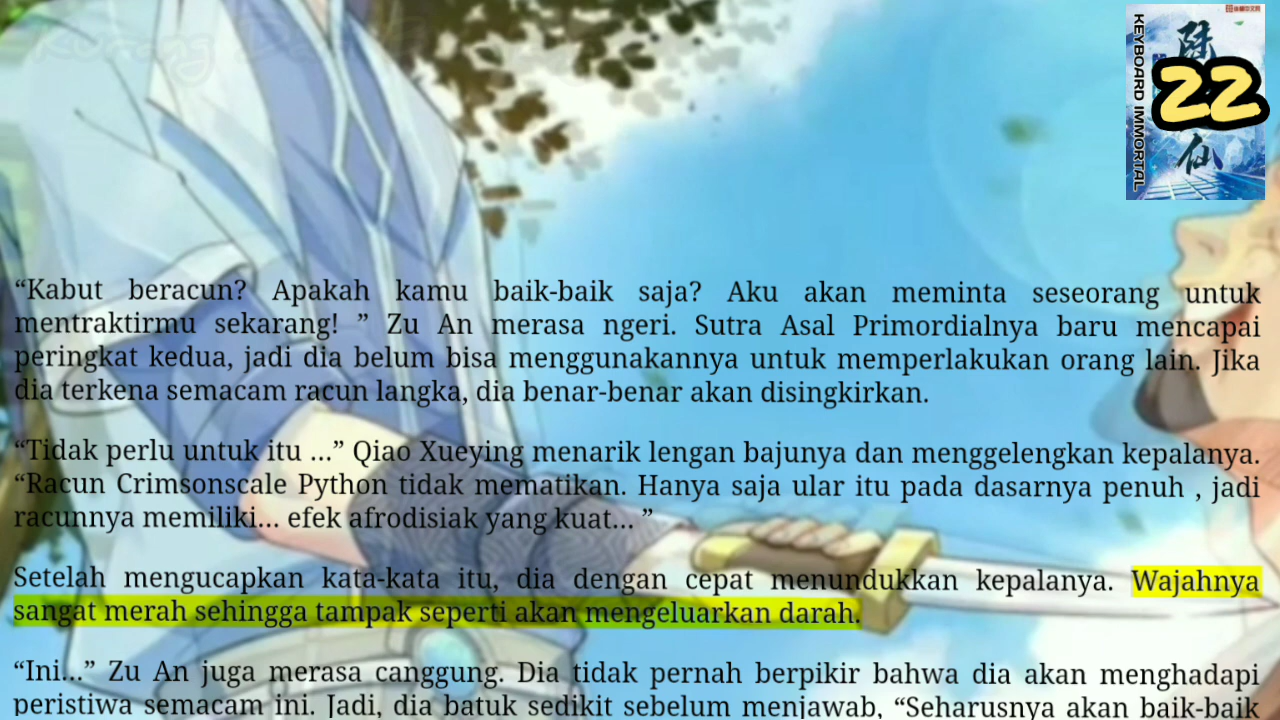 KEYBOARD IMMORTAL
22
仙
“Kabut beracun? Apakah kamu baik-baik saja? Aku akan meminta seseorang untuk
mentraktirmu sekarang! ” Zu An merasa ngeri. Sutra Asal Primordialnya baru mencapai
peringkat kedua, jadi dia belum bisa menggunakannya untuk memperlakukan orang lain. Jika
dia terkena semacam racun langka, dia benar-benar akan disingkirkan.
“Tidak perlu untuk itu …” Qiao Xueying menarik lengan bajunya dan menggelengkan kepalanya.
“Racun Crimsonscale Python tidak mematikan. Hanya saja ular itu pada dasarnya penuh , jadi
racunnya memiliki… efek afrodisiak yang kuat… ”
Setelah mengucapkan kata-kata itu, dia dengan cepat menundukkan kepalanya. Wajahnya
sangat merah sehingga tampak seperti akan mengeluarkan darah.
“Ini…” Zu An juga merasa canggung. Dia tidak pernah berpikir bahwa dia akan menghadapi
peristiwa semacam ini. Jadi, dia batuk sedikit sebelum menjawab, “Seharusnya akan baik-baik